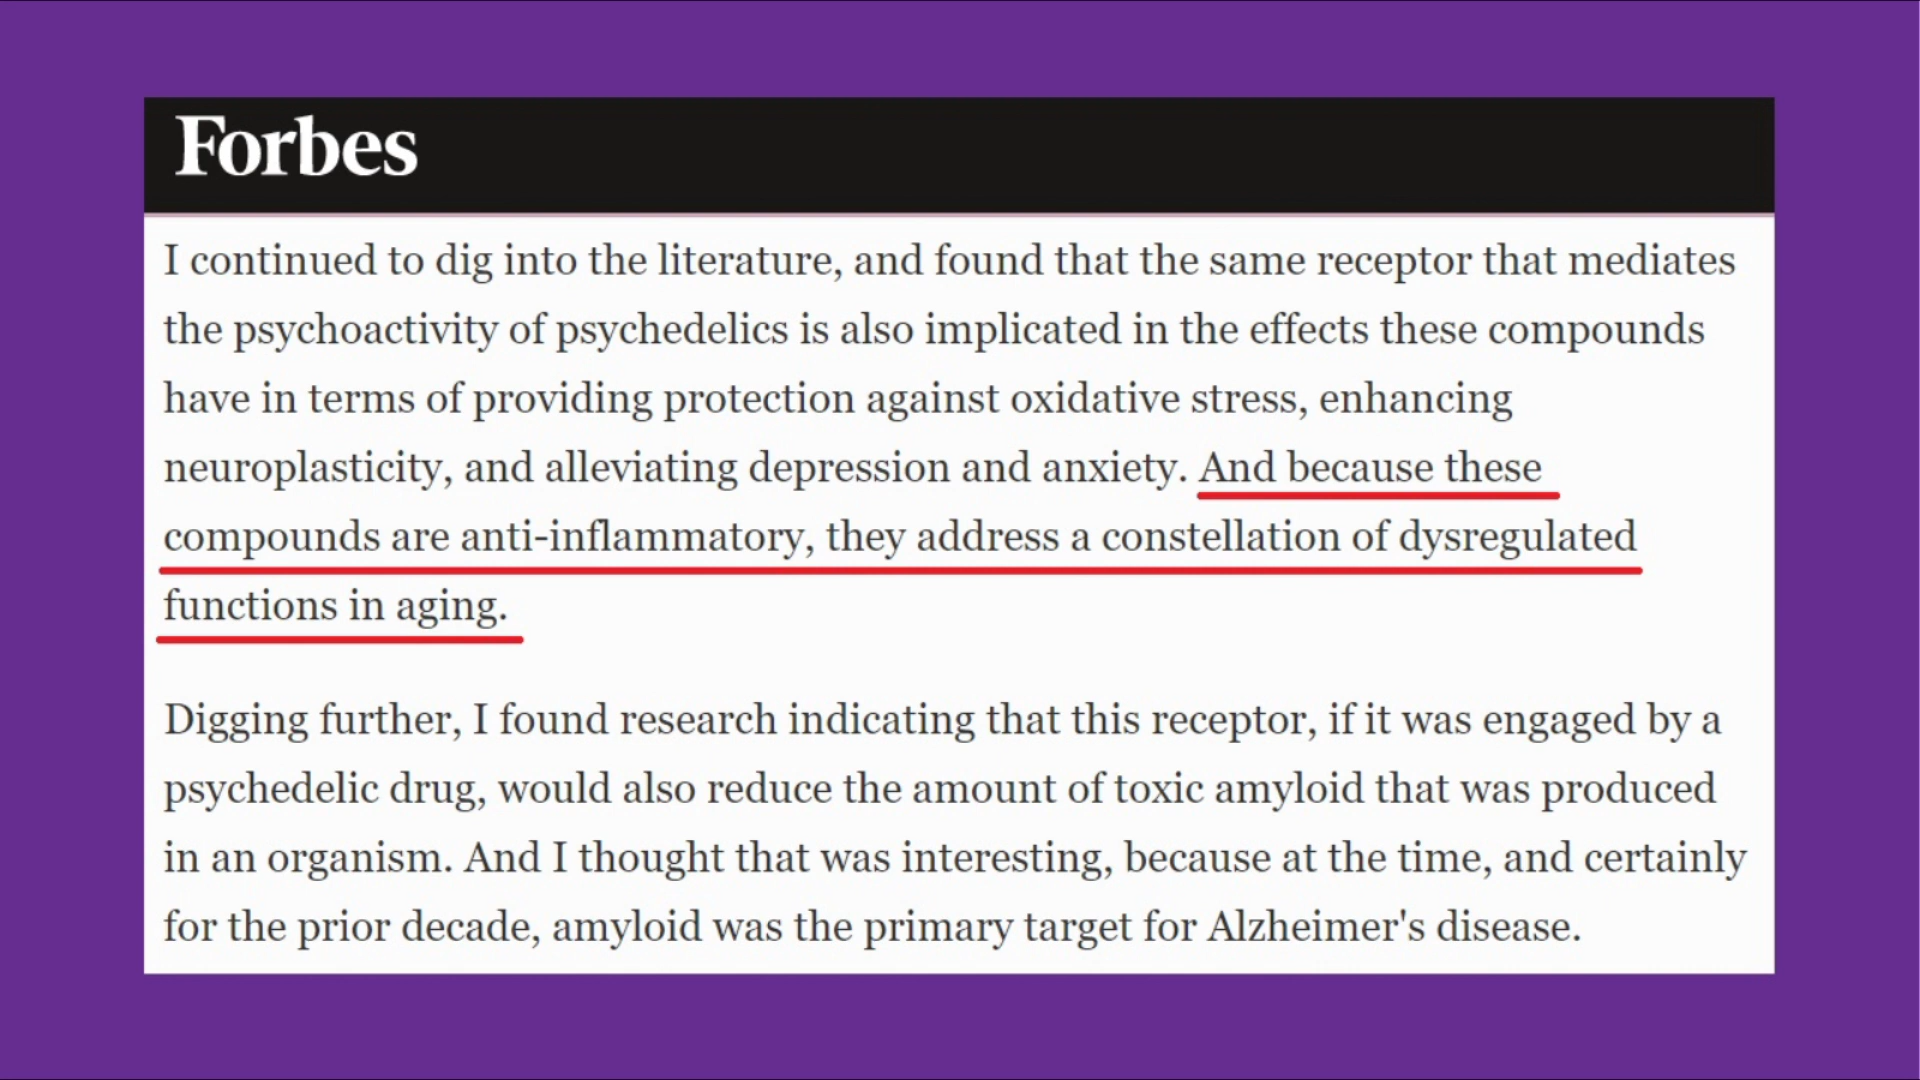 Forbes
I continued to dig into the literature, and found that the same receptor that mediates
the psychoactivity of psychedelics is also implicated in the effects these compounds
have in terms of providing protection against oxidative stress, enhancing
neuroplasticity, and alleviating depression and anxiety. And because these
compounds are anti-inflammatory, they address a constellation of dysregulated
functions in aging.
Digging further, I found research indicating that this receptor, if it was engaged by a
psychedelic drug, would also reduce the amount of toxic amyloid that was produced
in an organism. And I thought that was interesting, because at the time, and certainly
for the prior decade, amyloid was the primary target for Alzheimer's disease.